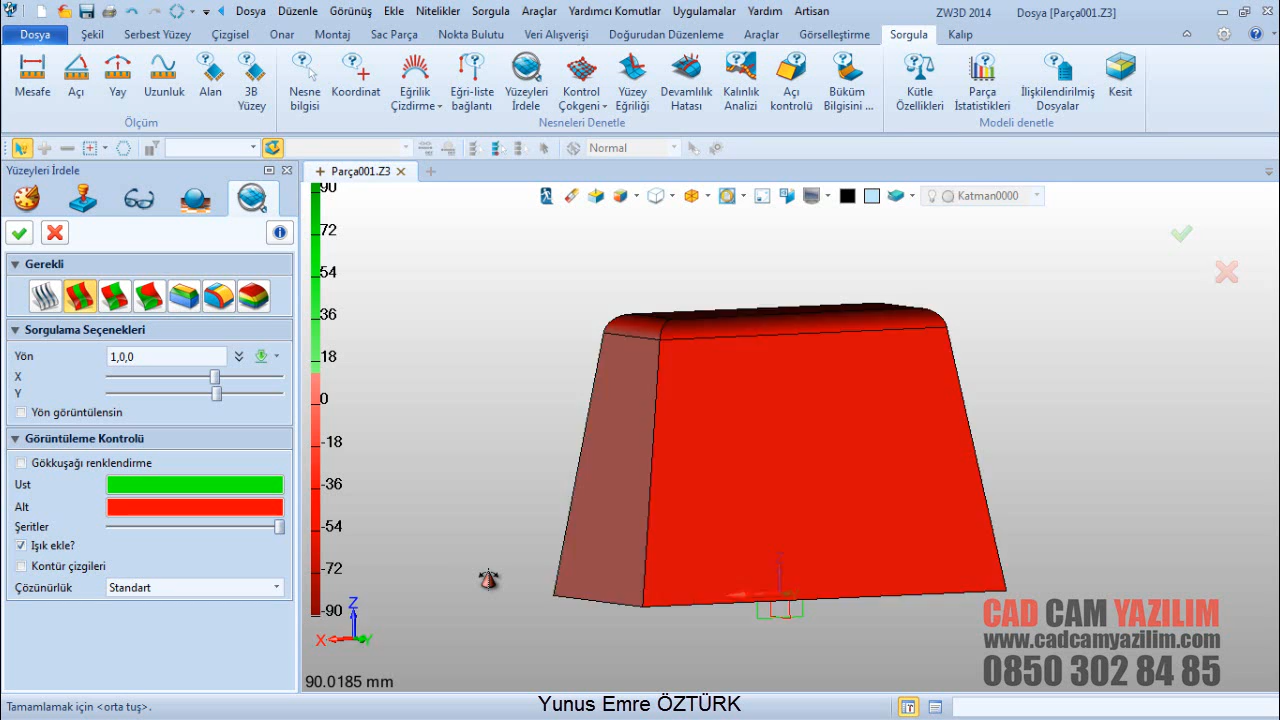 Dosya Düzenle Görünüş Ekle Nitelikler Sorgula Araçlar Yardımcı Komutlar Uygulamalar Yardım Artisan ZW3D 2014 Dosya [Parça001.Z3]
Dosya Şekil Serbest Yüzey Çizgisel Onar Montaj Sac Parça Nokta Bulutu Veri Alışverişi Doğurudan Düzenleme Araçlar Görselleştirme Sorgula Kalıp
Mesafe Açı Yay Uzunluk Alan 3B Yüzey
Nesne bilgisi Koordinat Eğrilik Çizdirme Eğri-liste bağlantı Yüzeyleri İrdele Kontrol Çokgeni Yüzey Eğriliği Devamlılık Hatası Kalınlık Analizi Açı kontrolü Büküm Bilgisini ...
Kütle Özellikleri Parça İstatistikleri İlişkilendirilmiş Dosyalar Kesit
Ölçüm Nesneleri Denetle Modeli denetle
Normal
Yüzeyleri İrdele
Parça001.Z3
Katman0000
Gerekli
Sorgulama Seçenekleri
Yön 1,0,0
X
Y
Yön görüntülensin
Görüntüleme Kontrolü
Gökkuşağı renklendirme
Ust
Alt
Şeritler
Işık ekle?
Kontür çizgileri
Çözünürlük Standart
90
72
54
36
18
0
-18
-36
-54
-72
-90
Z
X
Y
90.0185 mm
CAD CAM YAZILIM
www.cadcamyazilim.com
0850 302 84 85
Tamamlamak için <orta tuş>.
Yunus Emre ÖZTÜRK